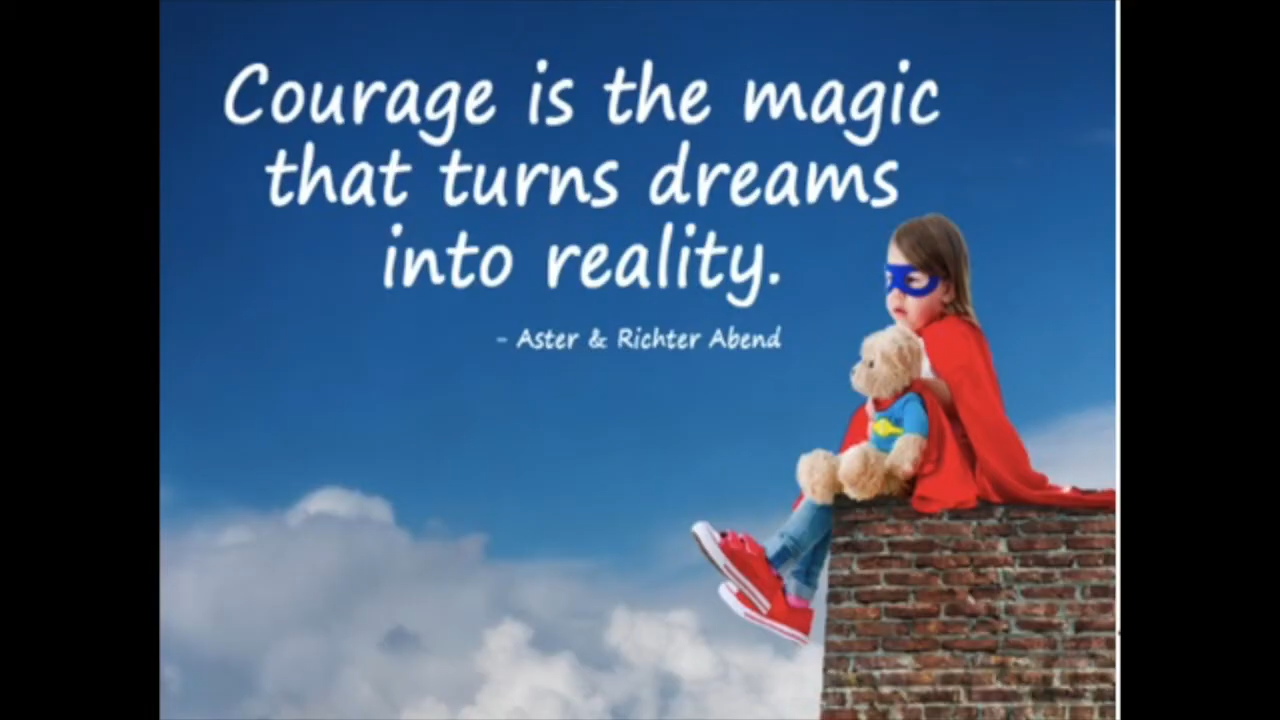 Courage is the magic
that turns dreams
into reality.
- Aster & Richter Abend